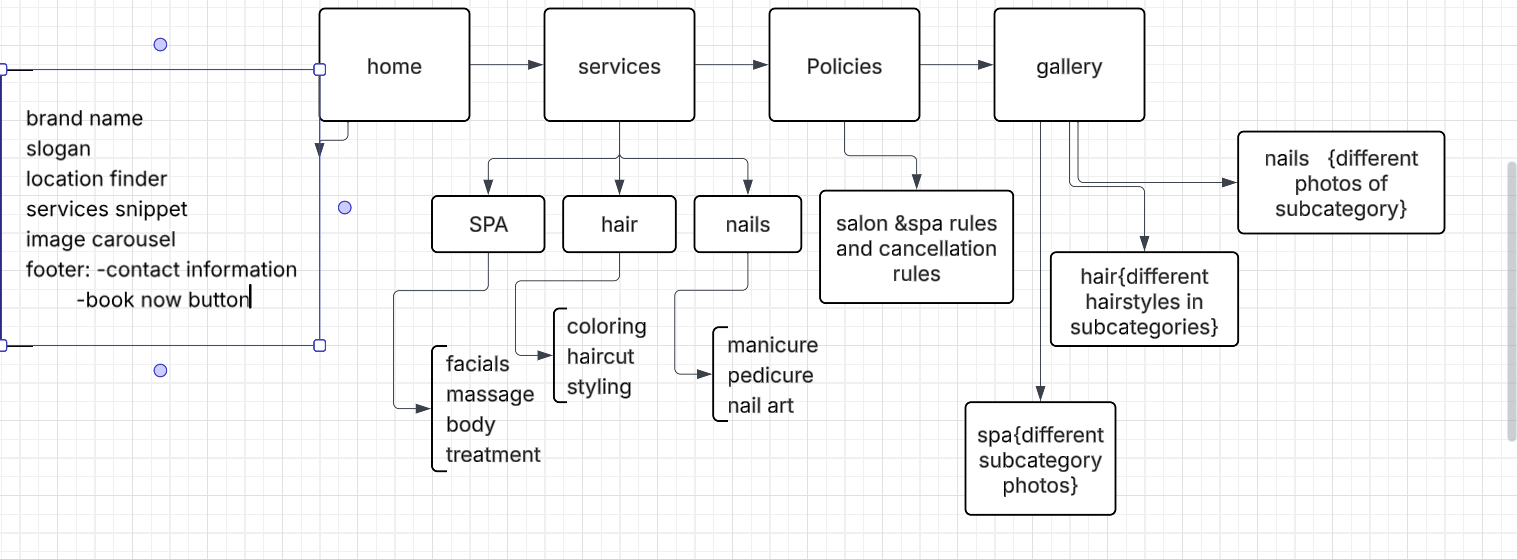 home
services
Policies
gallery
brand name
slogan
location finder
services snippet
image carousel
footer: -contact information
-book now button
SPA
hair
nails
salon &spa rules
and cancellation
rules
nails {different
photos of
subcategory}
hair{different
hairstyles in
subcategories}
facials
massage
body
treatment
coloring
haircut
styling
manicure
pedicure
nail art
spa{different
subcategory
photos}